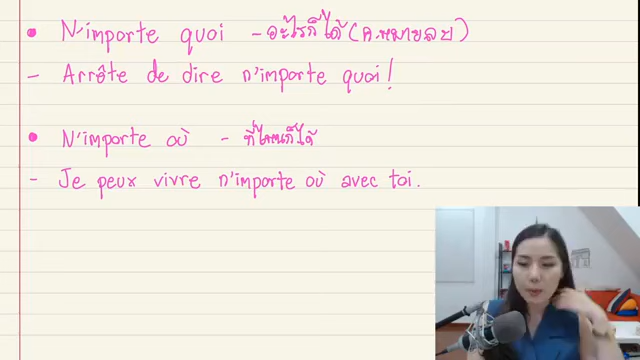 • N'importe quoi - อะไรก็ได้ (ค.หมายลบ)
- Arrête de dire n'importe quoi!
• N'importe où - ที่ไหนก็ได้
- Je peux vivre n'importe où avec toi.